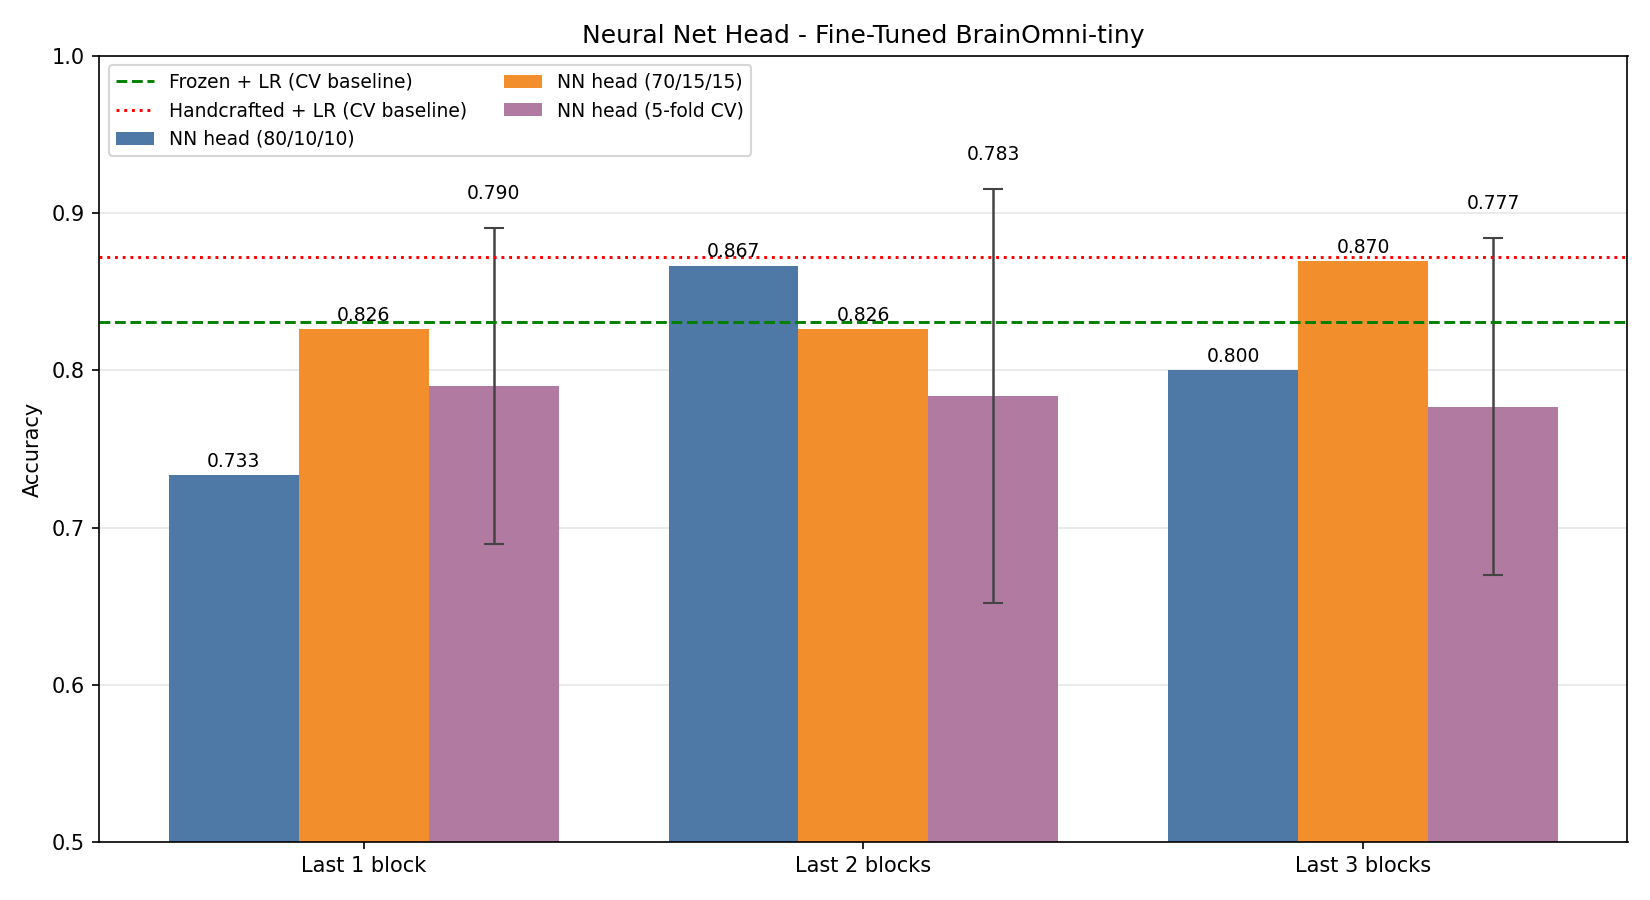 Neural Net Head - Fine-Tuned BrainOmni-tiny
Frozen + LR (CV baseline)
Handcrafted + LR (CV baseline)
NN head (80/10/10)
NN head (70/15/15)
NN head (5-fold CV)
Accuracy
1.0
0.9
0.8
0.7
0.6
0.5
0.733
0.826
0.790
0.867
0.826
0.783
0.800
0.870
0.777
Last 1 block
Last 2 blocks
Last 3 blocks